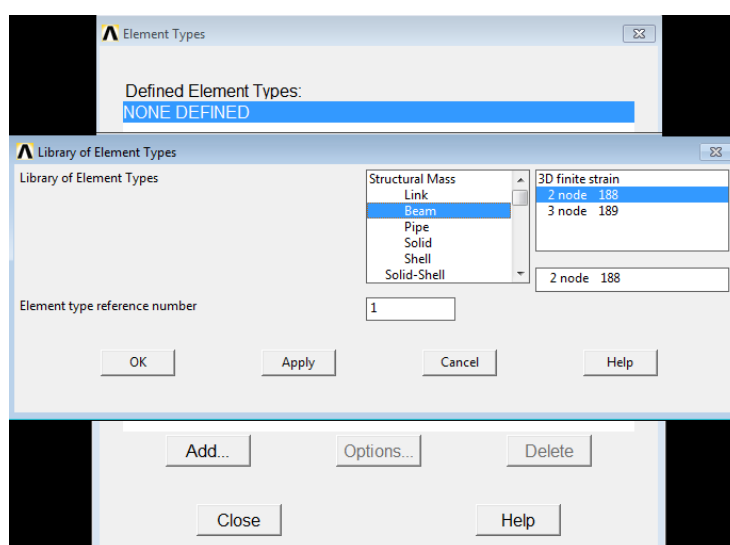 Element Types
Defined Element Types:
NONE DEFINED
Library of Element Types
Library of Element Types
Structural Mass
Link
Beam
Pipe
Solid
Shell
Solid-Shell
3D finite strain
2 node 188
3 node 189
2 node 188
Element type reference number
1
OK Apply Cancel Help
Add... Options... Delete
Close Help